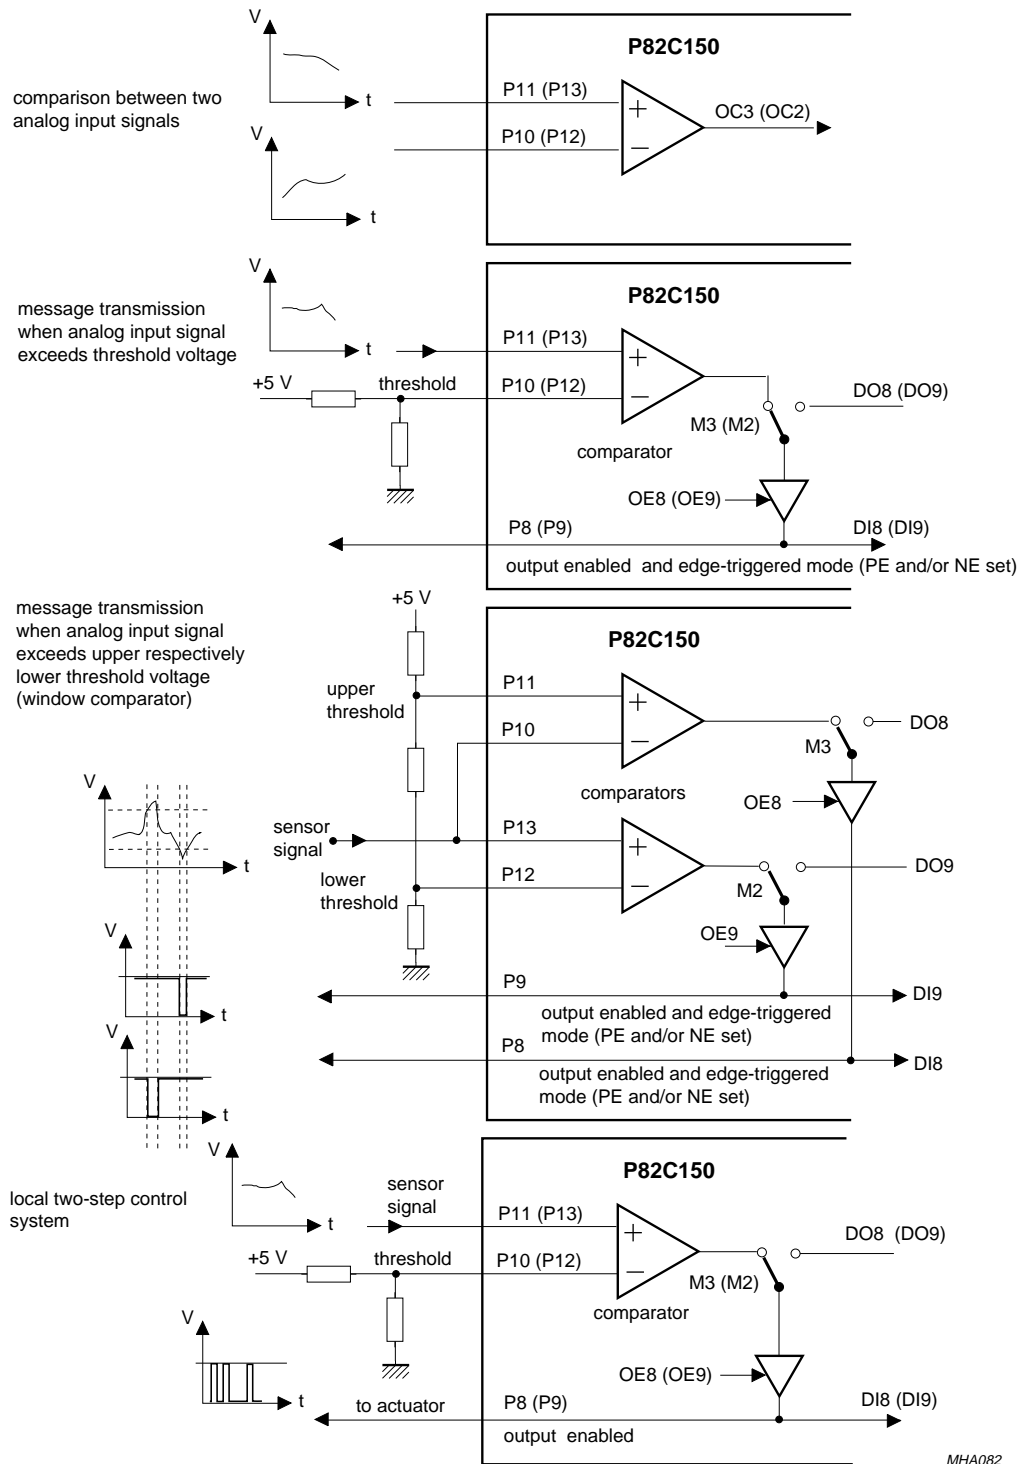 V
P82C150
P11 (P13)
t
comparison between two
analog input signals
+
OC3 (OC2)
V
P10 (P12)
−
t
V
P82C150
message transmission
when analog input signal
exceeds threshold voltage
t
P11 (P13)
+
+5 V
threshold
P10 (P12)
−
DO8 (DO9)
M3 (M2)
comparator
OE8 (OE9)
P8 (P9)
DI8 (DI9)
output enabled and edge-triggered mode (PE and/or NE set)
message transmission
when analog input signal
exceeds upper respectively
lower threshold voltage
(window comparator)
+5 V
P82C150
upper
threshold
P11
+
P10
−
DO8
M3
V
comparators
OE8
sensor
signal
P13
+
t
lower
threshold
P12
−
DO9
M2
V
OE9
t
P9
DI9
output enabled and edge-triggered
mode (PE and/or NE set)
V
P8
DI8
output enabled and edge-triggered
mode (PE and/or NE set)
t
V
P82C150
local two-step control
system
sensor
signal
t
P11 (P13)
+
DO8 (DO9)
+5 V
threshold
P10 (P12)
−
M3 (M2)
comparator
V
OE8 (OE9)
t
to actuator
P8 (P9)
DI8 (DI9)
output enabled
MHA082